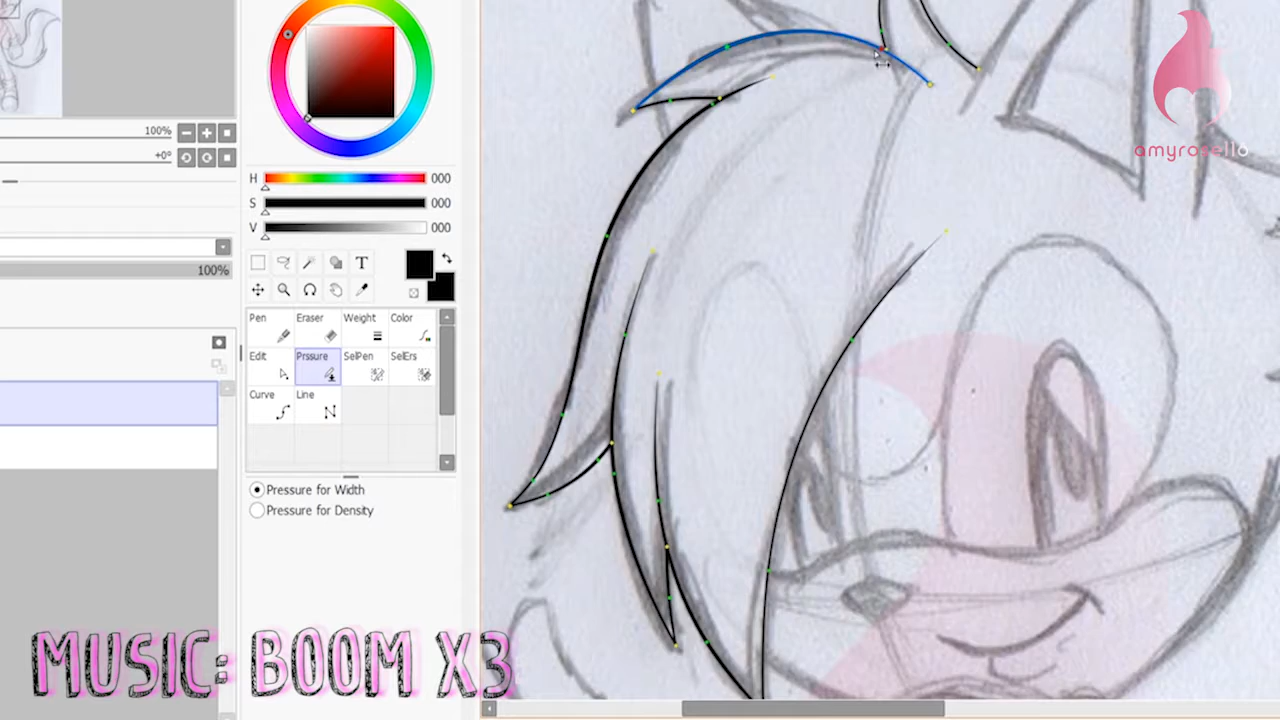 100%
+0°
100%
H 000
S 000
V 000
T
Pen Eraser Weight Color
Edit Prssure SelPen SelErs
Curve Line
Pressure for Width
Pressure for Density
amyrose116
MUSIC: BOOM X3